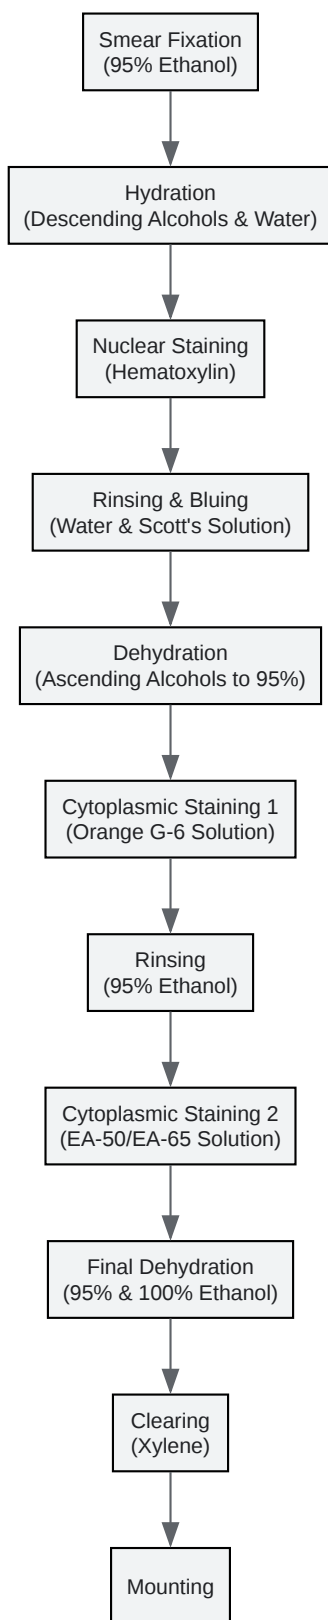 Smear Fixation
(95% Ethanol)
Hydration
(Descending Alcohols & Water)
Nuclear Staining
(Hematoxylin)
Rinsing & Bluing
(Water & Scott's Solution)
Dehydration
(Ascending Alcohols to 95%)
Cytoplasmic Staining 1
(Orange G-6 Solution)
Rinsing
(95% Ethanol)
Cytoplasmic Staining 2
(EA-50/EA-65 Solution)
Final Dehydration
(95% & 100% Ethanol)
Clearing
(Xylene)
Mounting